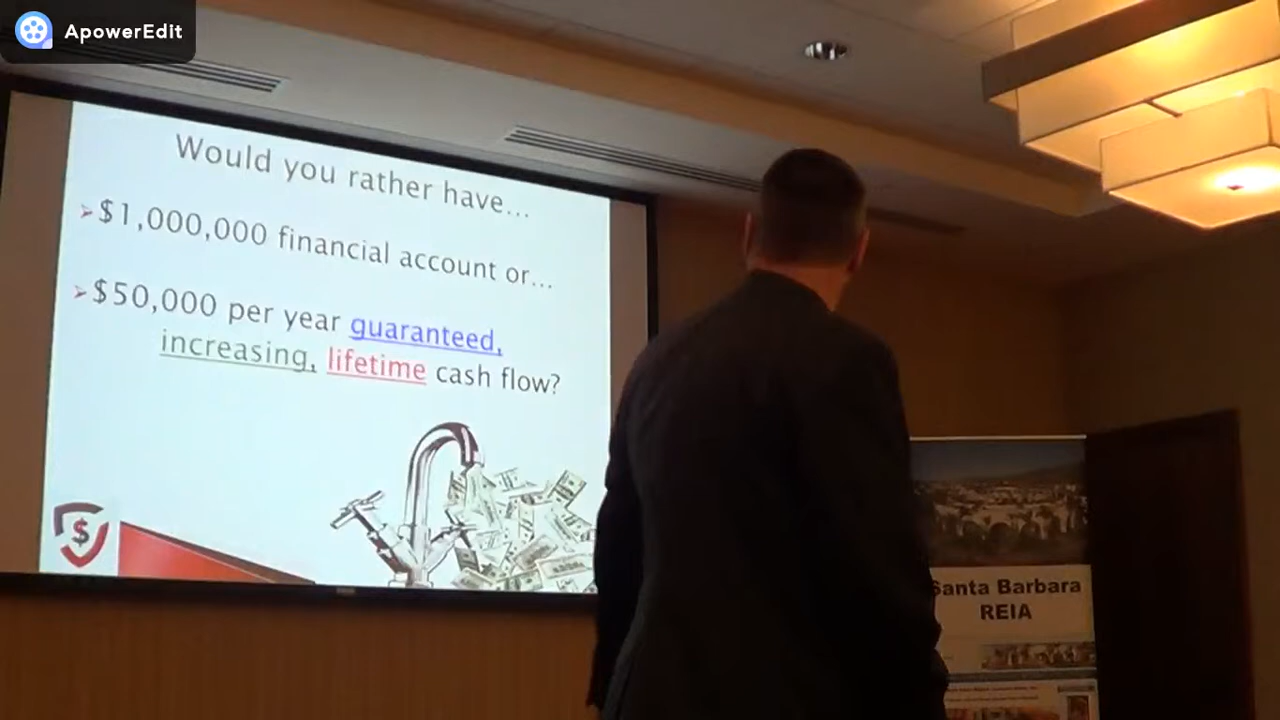 ApowerEdit
Would you rather have...
$1,000,000 financial account or...
$50,000 per year guaranteed,
increasing, lifetime cash flow?
$
Santa Barbara
REIA